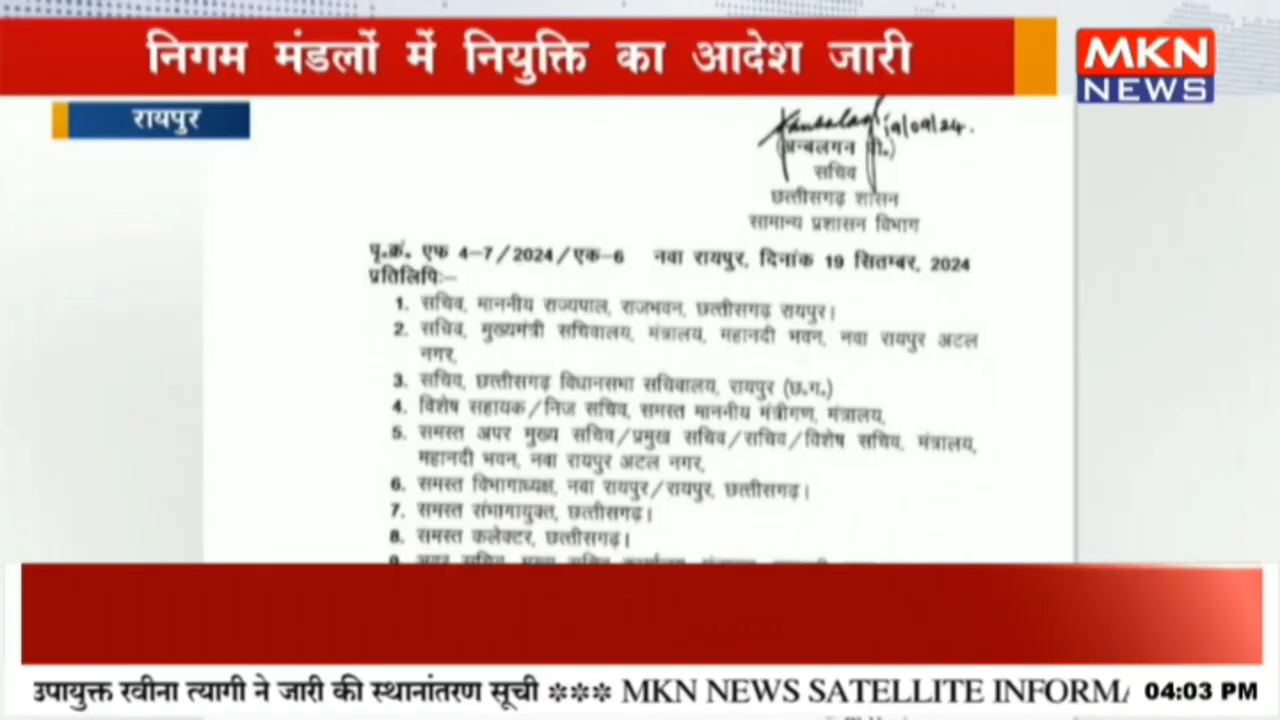 निगम मंडलों में नियुक्ति का आदेश जारी
MKN
NEWS
रायपुर
19/09/24.
(अन्बलगन पी.)
सचिव
छत्तीसगढ़ शासन
सामान्य प्रशासन विभाग
पृ.क्रं. एफ 4-7/2024/एक-6 नवा रायपुर, दिनांक 19 सितम्बर, 2024
प्रतिलिपिः-
1. सचिव, माननीय राज्यपाल, राजभवन, छत्तीसगढ़ रायपुर।
2. सचिव, मुख्यमंत्री सचिवालय, मंत्रालय, महानदी भवन, नवा रायपुर अटल
नगर,
3. सचिव, छत्तीसगढ़ विधानसभा सचिवालय, रायपुर (छ.ग.)
4. विशेष सहायक/निज सचिव, समस्त माननीय मंत्रीगण, मंत्रालय,
5. समस्त अपर मुख्य सचिव/प्रमुख सचिव/सचिव/विशेष सचिव, मंत्रालय,
महानदी भवन, नवा रायपुर अटल नगर,
6. समस्त विभागाध्यक्ष, नवा रायपुर/रायपुर, छत्तीसगढ़।
7. समस्त संभागायुक्त, छत्तीसगढ़।
8. समस्त कलेक्टर, छत्तीसगढ़।
उपायुक्त रवीना त्यागी ने जारी की स्थानांतरण सूची *** MKN NEWS SATELLITE INFORM
04:03 PM